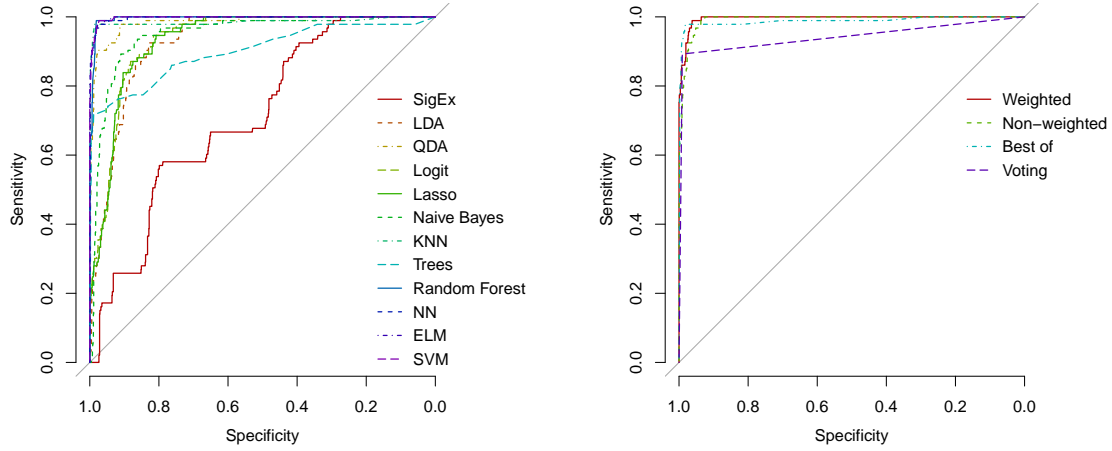 1.0
0.8
0.6
0.4
0.2
0.0
Sensitivity
1.0 0.8 0.6 0.4 0.2 0.0
Specificity
SigEx
LDA
QDA
Logit
Lasso
Naive Bayes
KNN
Trees
Random Forest
NN
ELM
SVM
1.0
0.8
0.6
0.4
0.2
0.0
Sensitivity
1.0 0.8 0.6 0.4 0.2 0.0
Specificity
Weighted
Non−weighted
Best of
Voting